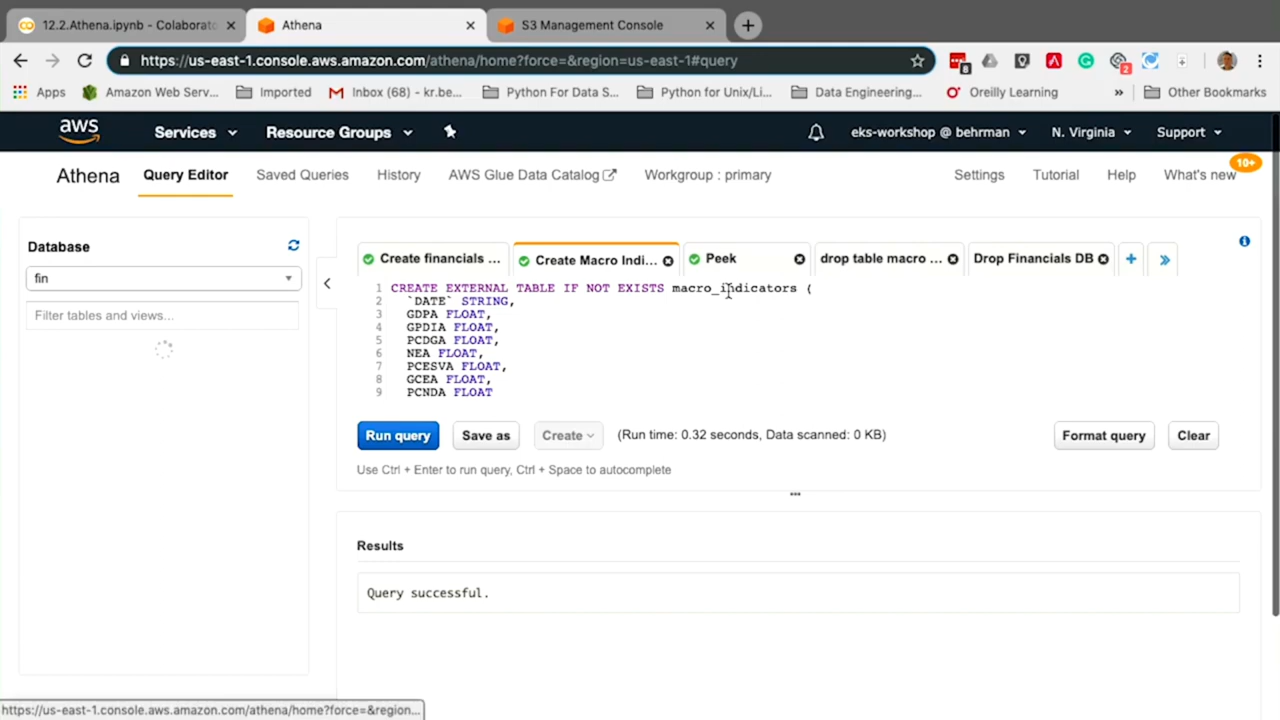 12.2.Athena.ipynb - Colaborato
Athena
S3 Management Console
https://us-east-1.console.aws.amazon.com/athena/home?force=&region=us-east-1#query
8
2
Apps
Amazon Web Serv...
Imported
Inbox (68) - kr.be...
Python For Data S...
Python for Unix/Li...
Data Engineering...
Oreilly Learning
»
Other Bookmarks
aws
Services
Resource Groups
eks-workshop @ behrman
N. Virginia
Support
Athena
Query Editor
Saved Queries
History
AWS Glue Data Catalog
Workgroup : primary
Settings
Tutorial
Help
What's new
10+
Database
fin
Filter tables and views...
Create financials ...
Create Macro Indi...
Peek
drop table macro ...
Drop Financials DB
1 CREATE EXTERNAL TABLE IF NOT EXISTS macro_indicators (
2 `DATE` STRING,
3 GDPA FLOAT,
4 GPDIA FLOAT,
5 PCDGA FLOAT,
6 NEA FLOAT,
7 PCESVA FLOAT,
8 GCEA FLOAT,
9 PCNDA FLOAT
Run query
Save as
Create
(Run time: 0.32 seconds, Data scanned: 0 KB)
Format query
Clear
Use Ctrl + Enter to run query, Ctrl + Space to autocomplete
Results
Query successful.
https://us-east-1.console.aws.amazon.com/athena/home?force=&region...